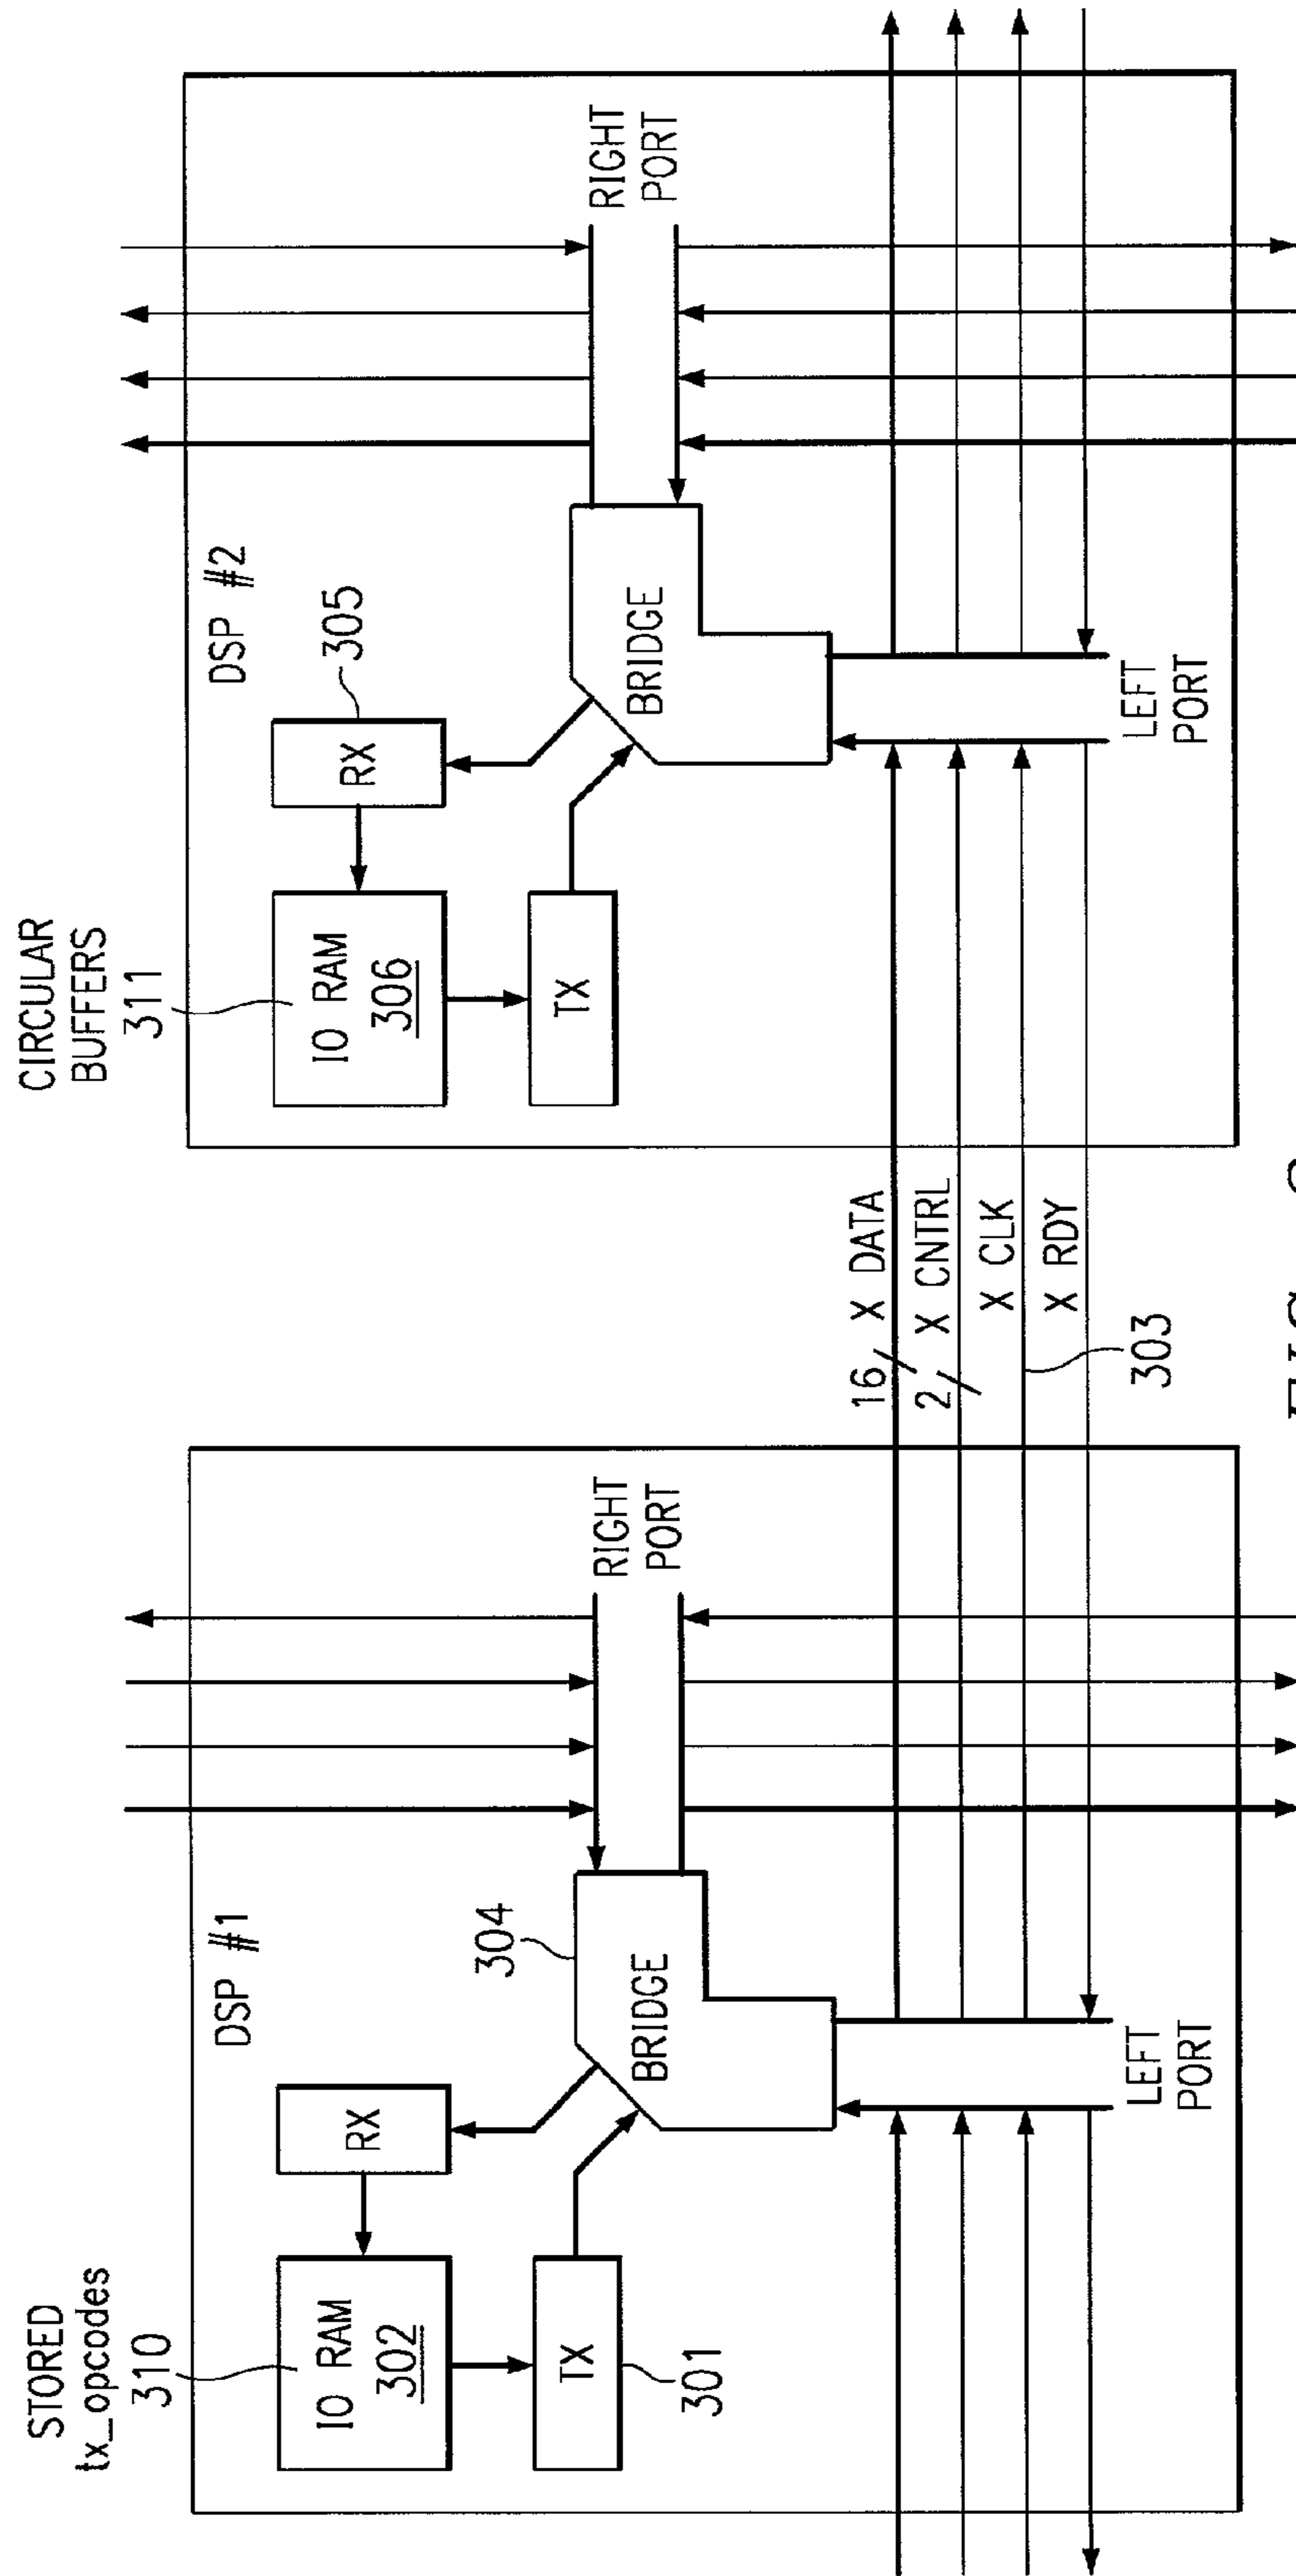 STORED
tx_opcodes
310
IO RAM
302
TX
301
RX
DSP #1
304
BRIDGE
RIGHT
PORT
LEFT
PORT
16 X DATA
2 X CNTRL
X CLK
X RDY
303
CIRCULAR
BUFFERS
311
IO RAM
306
TX
RX
305
DSP #2
BRIDGE
RIGHT
PORT
LEFT
PORT